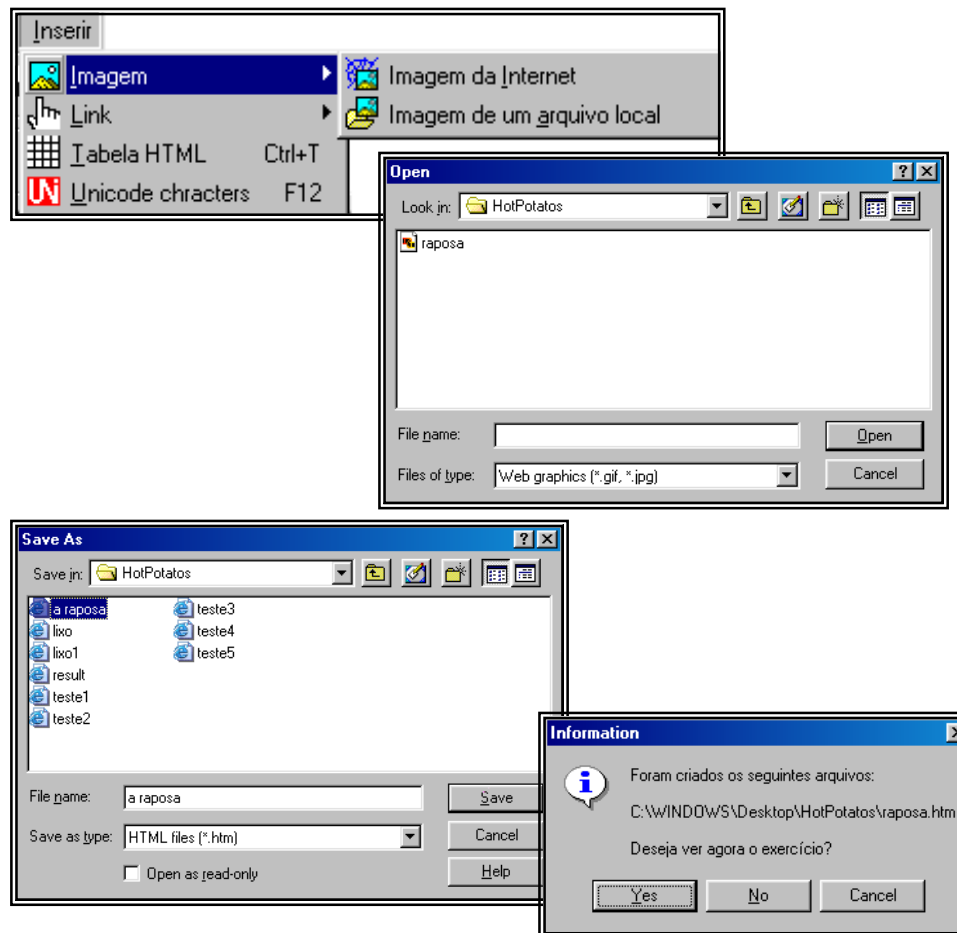 Inserir
Imagem
Link
Tabela HTML Ctrl+T
Unicode chracters F12
Imagem da Internet
Imagem de um arquivo local
Open
Look in: HotPotatos
raposa
File name:
Open
Files of type: Web graphics (*.gif, *.jpg)
Cancel
Save As
Save in: HotPotatos
a raposa
lixo
lixo1
result
teste1
teste2
teste3
teste4
teste5
File name: a raposa
Save
Save as type: HTML files (*.htm)
Cancel
Open as read-only
Help
Information
Foram criados os seguintes arquivos:
C:\WINDOWS\Desktop\HotPotatos\raposa.htm
Deseja ver agora o exercício?
Yes No Cancel